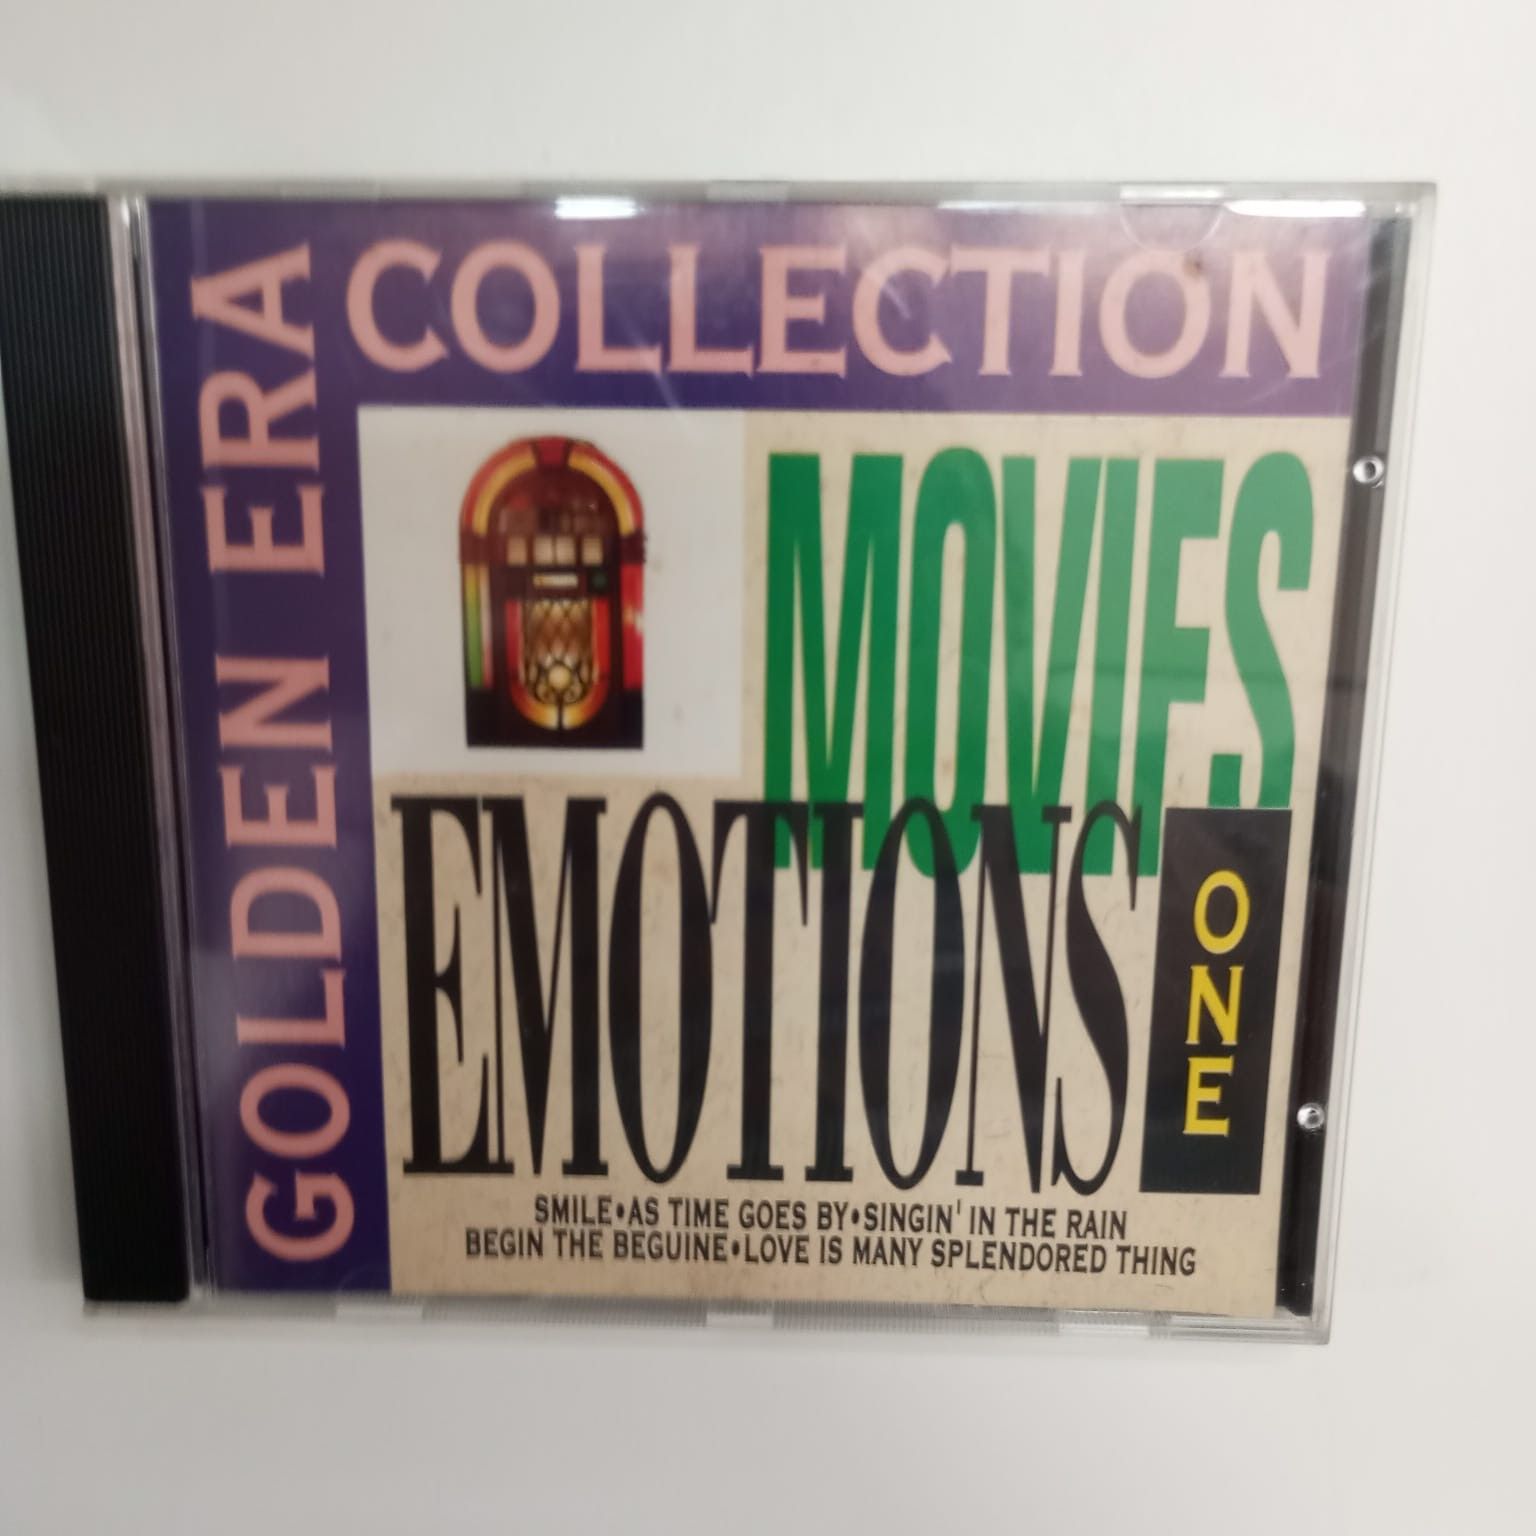 GOLDEN ERA
COLLECTION
MOVIES
EMOTIONS
ONE
SMILE•AS TIME GOES BY•SINGIN' IN THE RAIN
BEGIN THE BEGUINE•LOVE IS MANY SPLENDORED THING